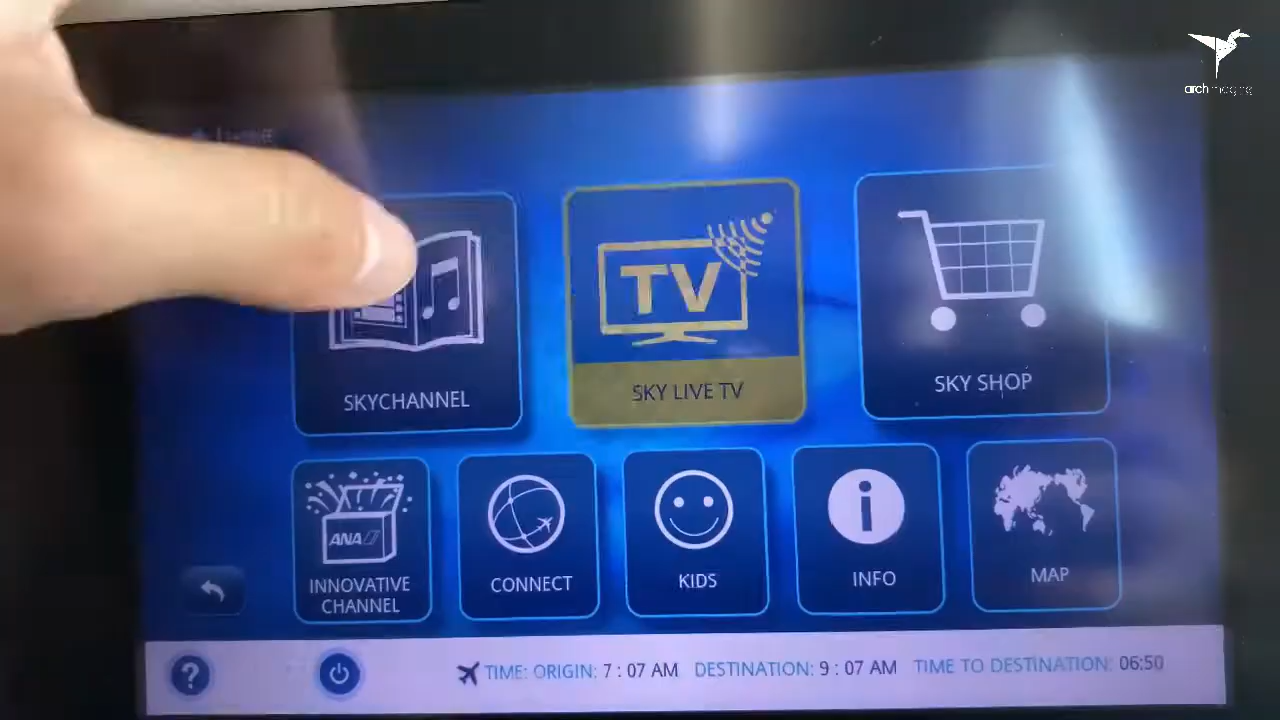 archimaging
TV
SKYCHANNEL
SKY LIVE TV
SKY SHOP
ANA
INNOVATIVE
CHANNEL
CONNECT
KIDS
i
INFO
MAP
?
TIME: ORIGIN: 7 : 07 AM DESTINATION: 9 : 07 AM TIME TO DESTINATION: 06:50